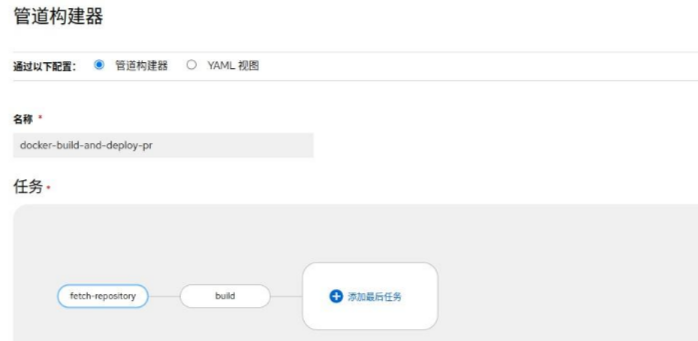 管道构建器
通过以下配置: 管道构建器 YAML 视图
名称 *
docker-build-and-deploy-pr
任务 *
fetch-repository build 添加最后任务